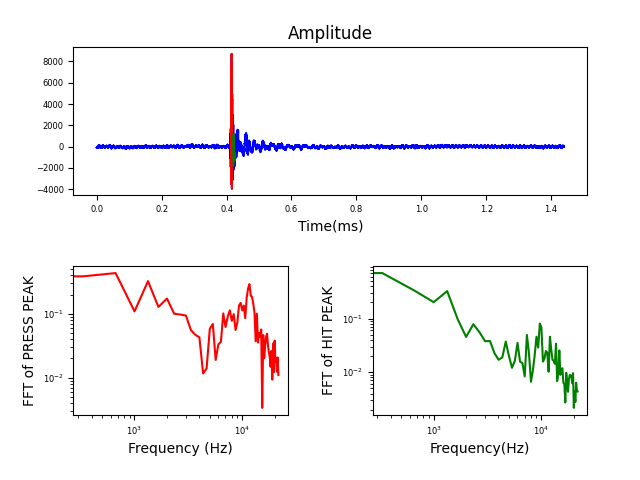 Amplitude
8000
6000
4000
2000
0
−2000
−4000
0.0 0.2 0.4 0.6 0.8 1.0 1.2 1.4
Time(ms)
FFT of PRESS PEAK
10⁻¹
10⁻²
10³ 10⁴
Frequency (Hz)
FFT of HIT PEAK
10⁻¹
10⁻²
10³ 10⁴
Frequency(Hz)